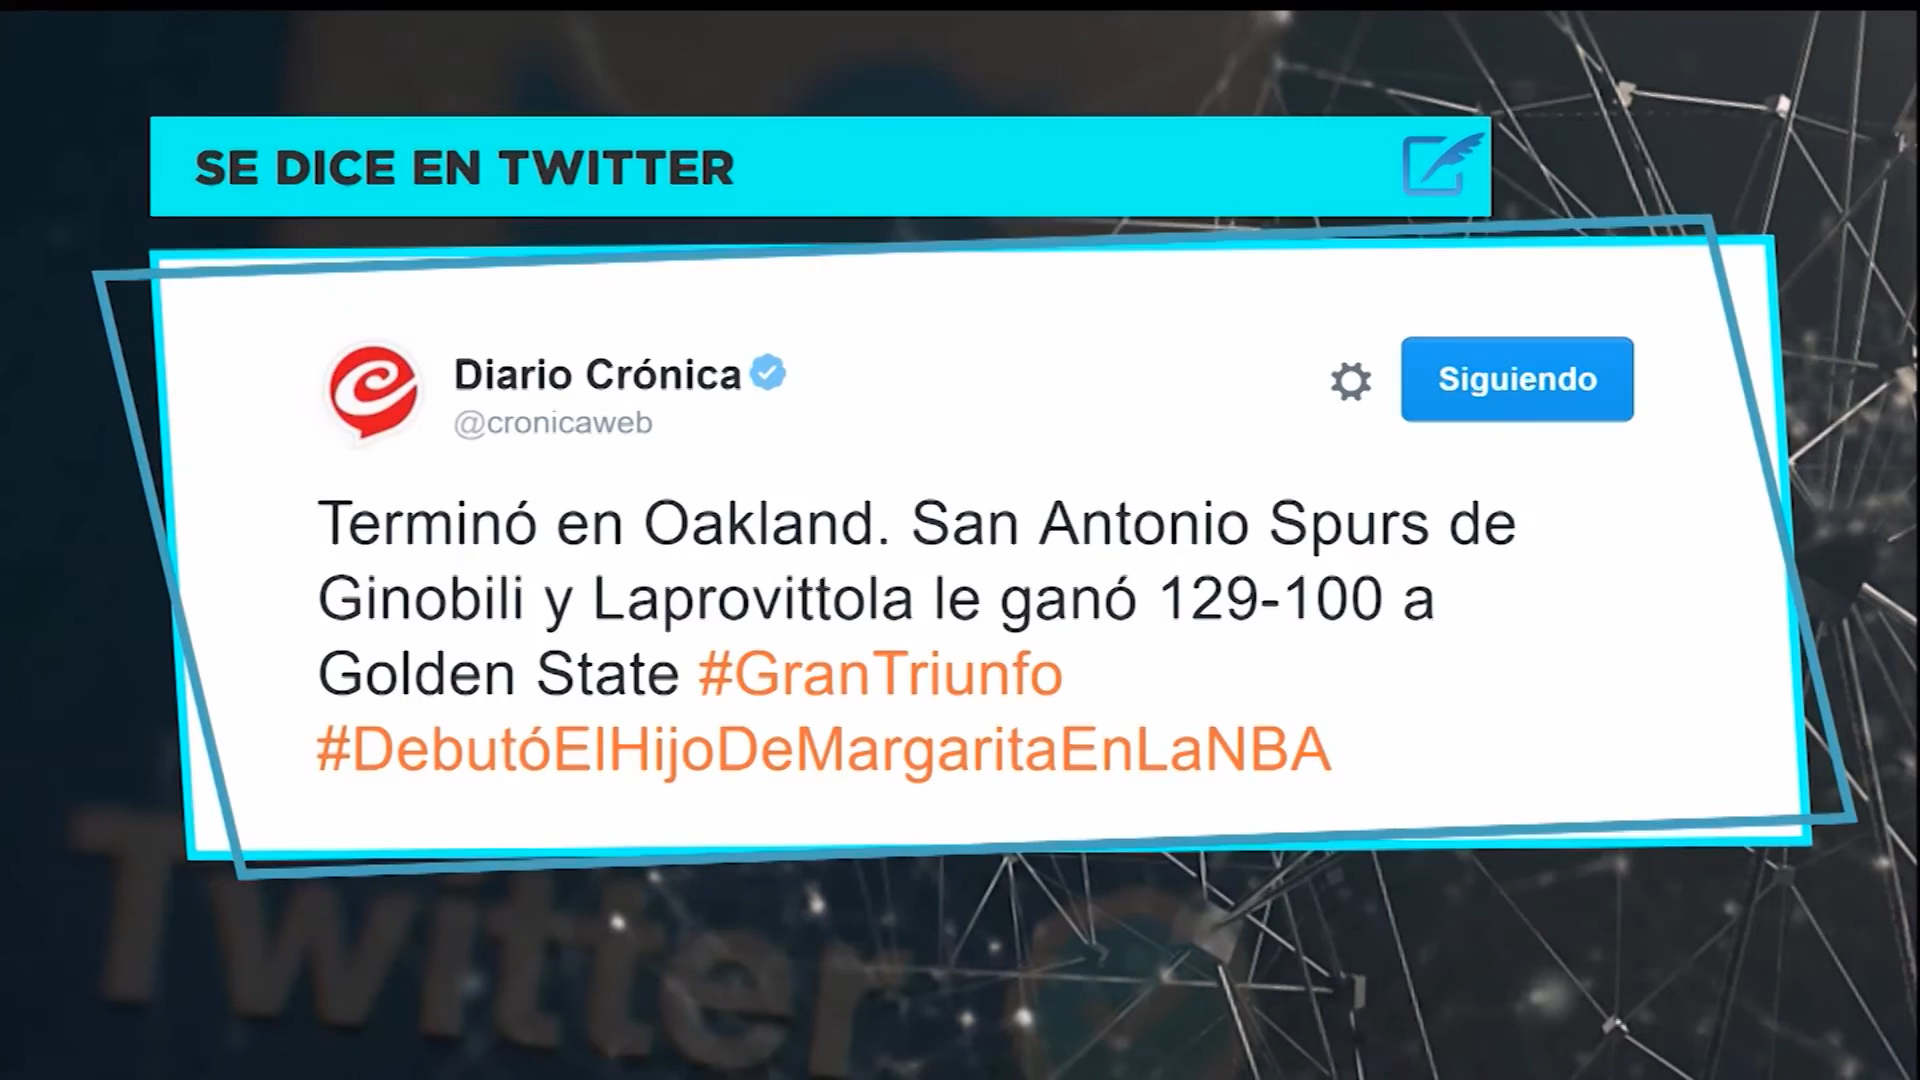 SE DICE EN TWITTER
Diario Crónica
@cronicaweb
Siguiendo
Terminó en Oakland. San Antonio Spurs de
Ginobili y Laprovittola le ganó 129-100 a
Golden State #GranTriunfo
#DebutóElHijoDeMargaritaEnLaNBA
Twitter